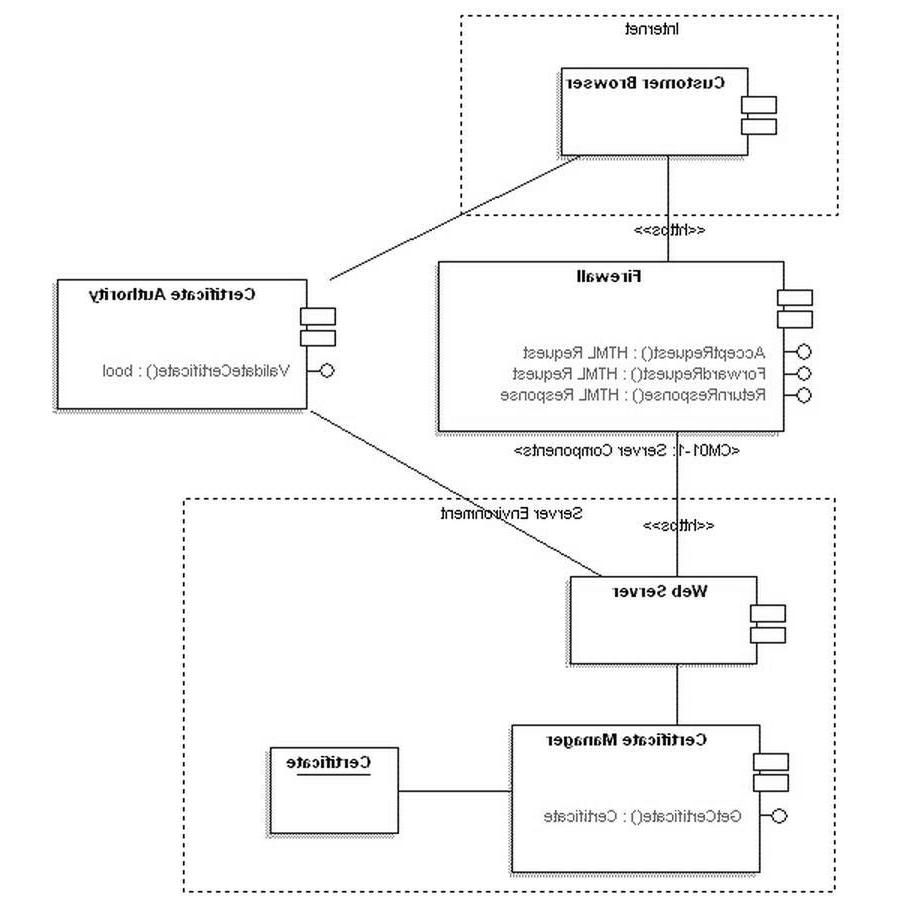 Internet
Customer Browser
<<https>>
Certificate Authority
ValidateCertificate() : bool
Firewall
AcceptRequest() : HTML Request
ForwardRequest() : HTML Request
ReturnResponse() : HTML Response
<CM01-1: Server Components>
Server Environment
<<https>>
Web Server
Certificate Manager
GetCertificate() : Certificate
Certificate